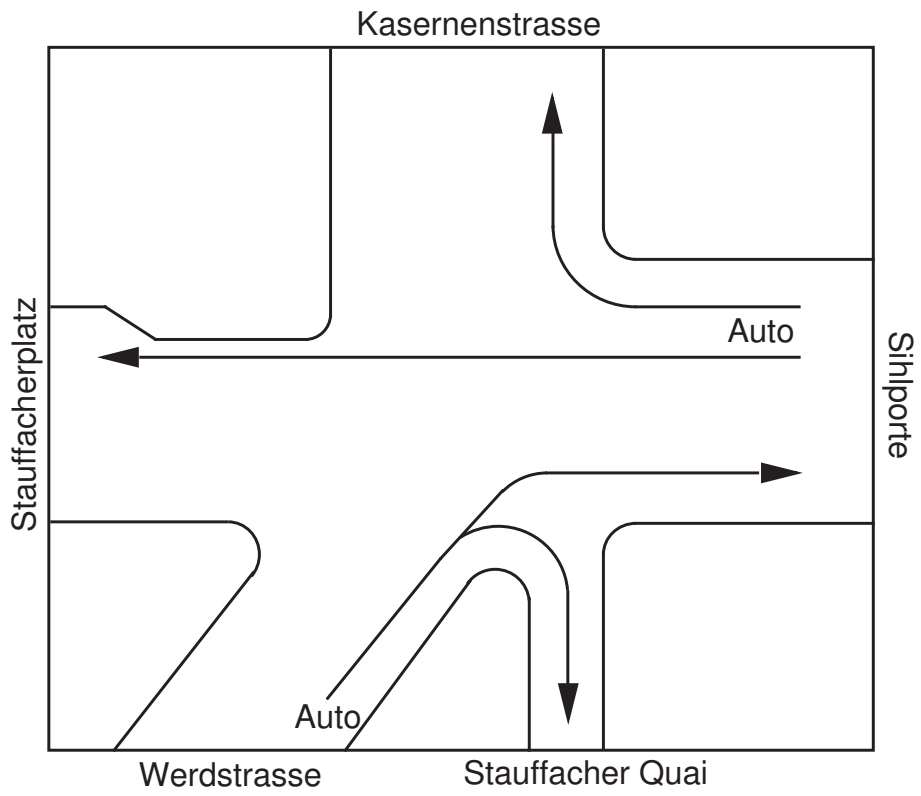 Kasernenstrasse
Stauffacherplatz
Auto
Sihlporte
Auto
Werdstrasse
Stauffacher Quai